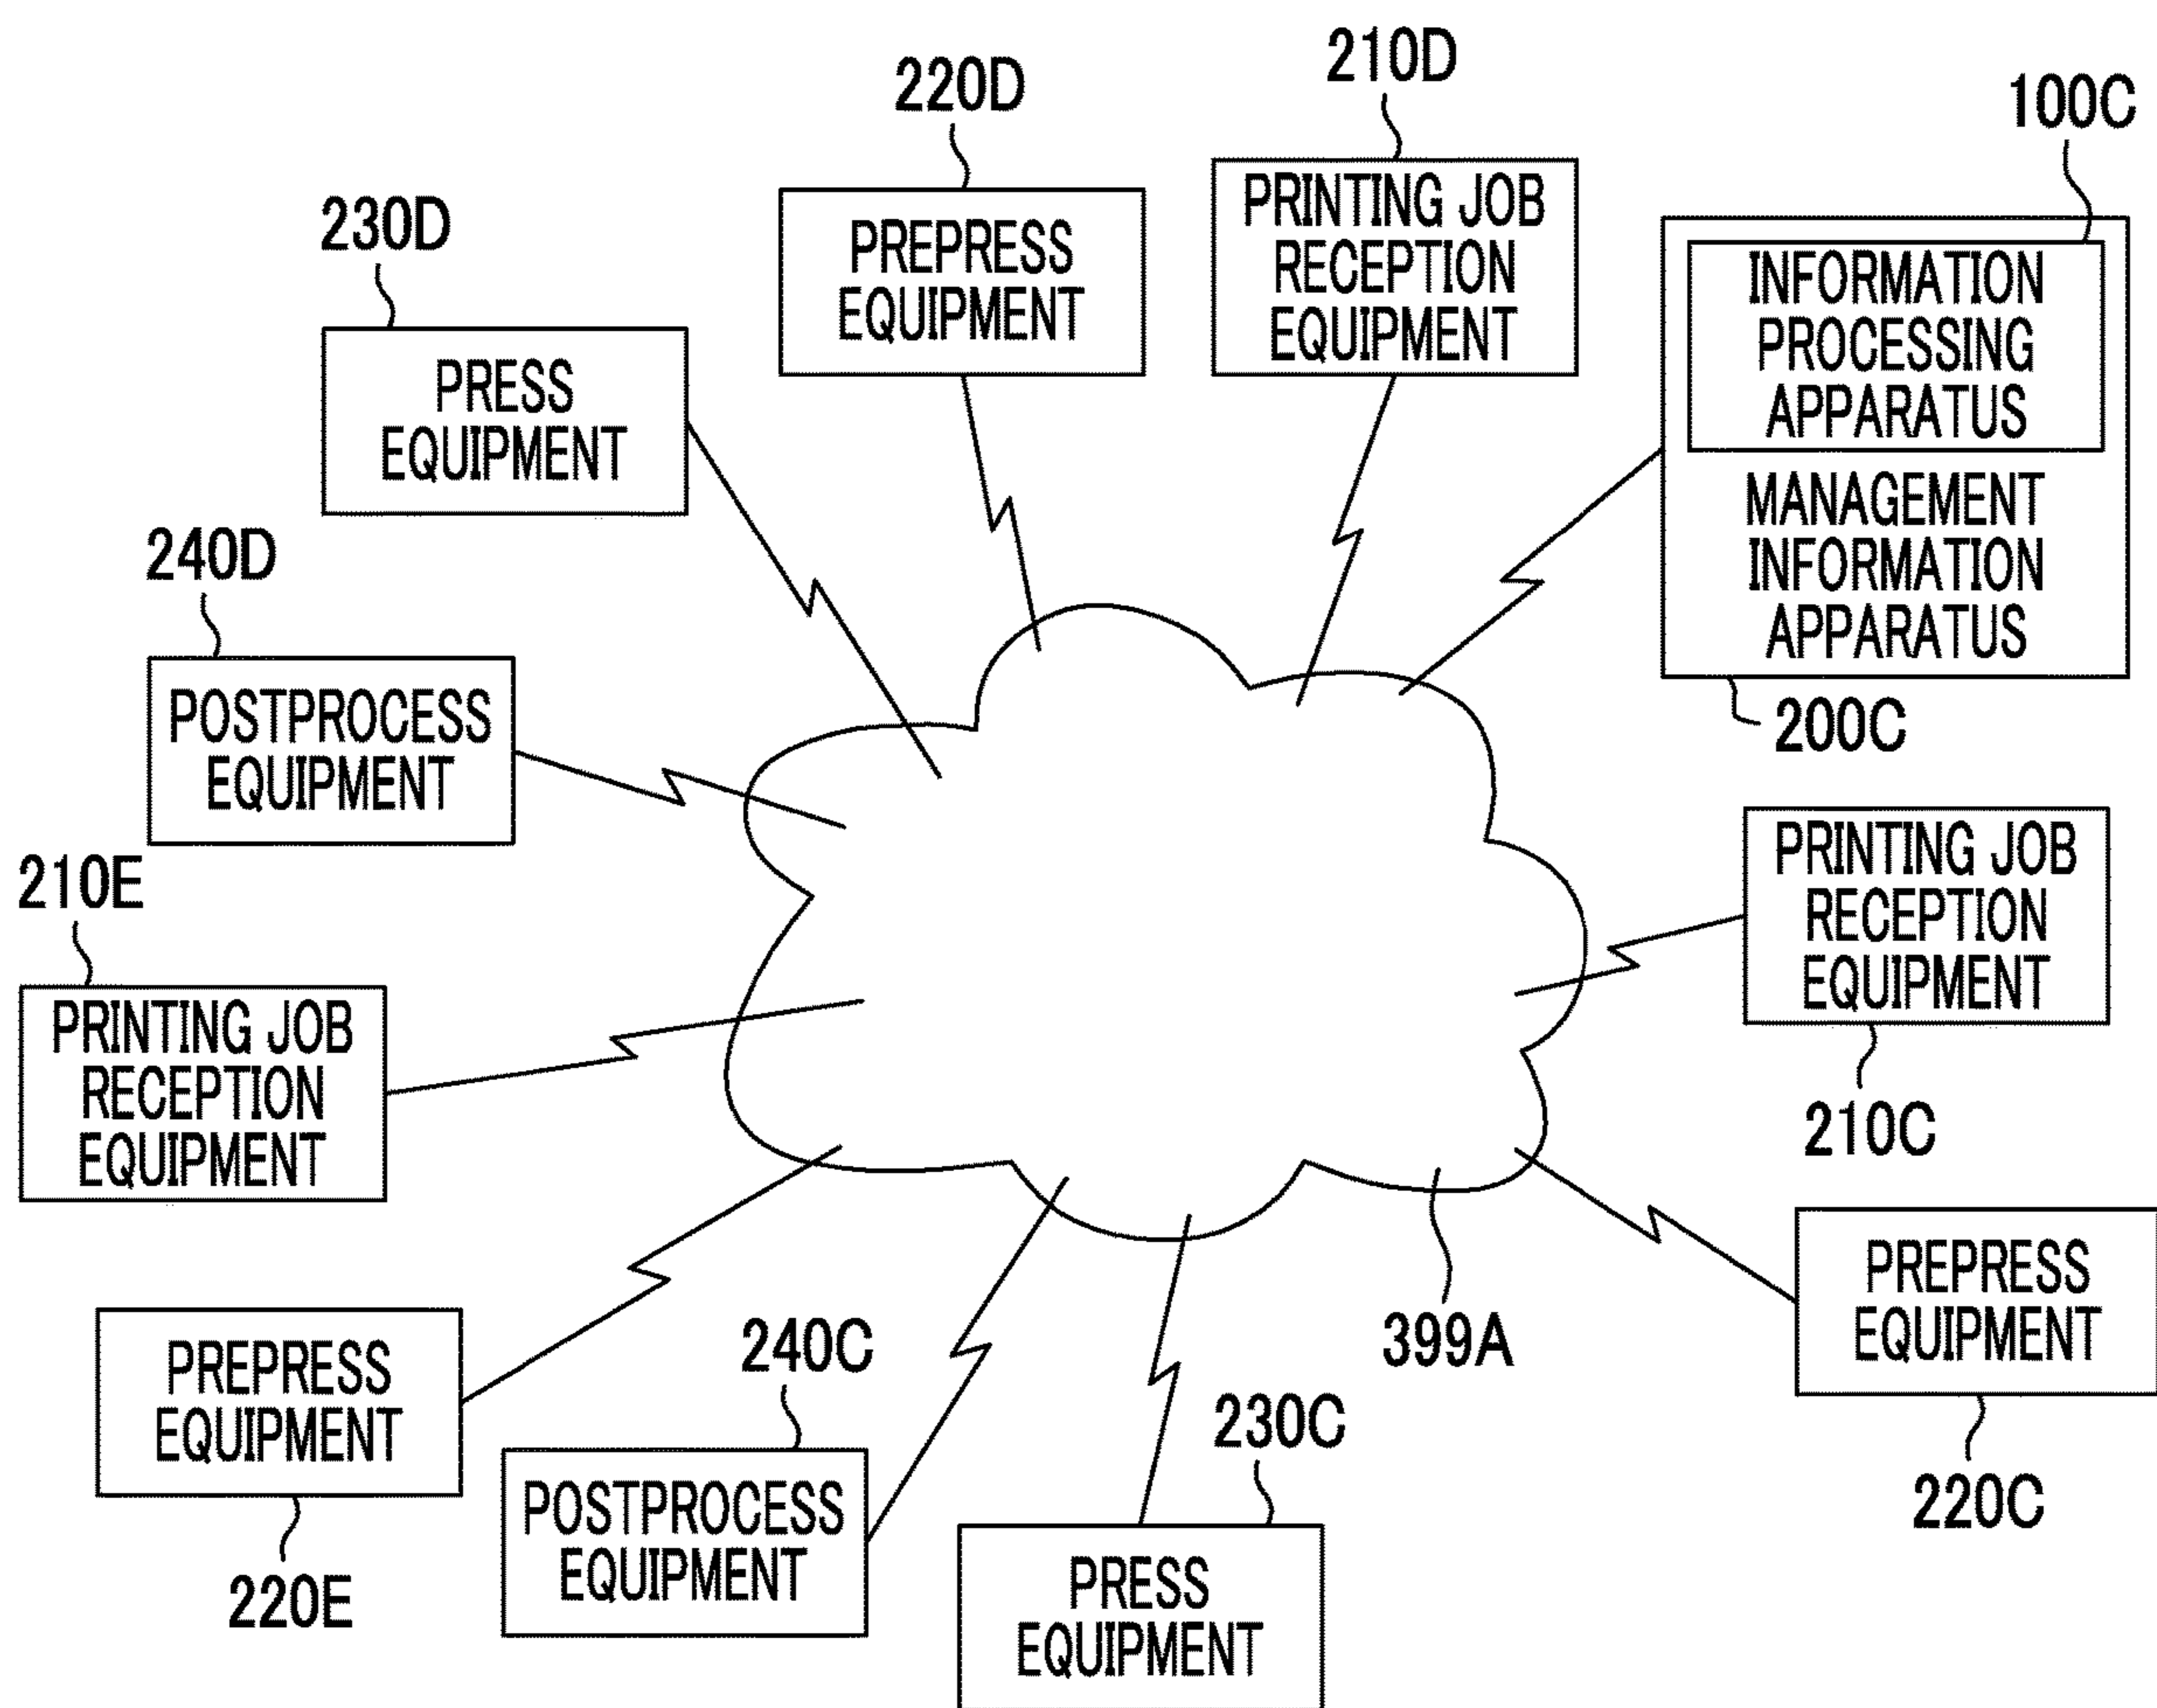 210D
220D
100C
PRINTING JOB
RECEPTION
EQUIPMENT
230D
PREPRESS
EQUIPMENT
INFORMATION
PROCESSING
APPARATUS
MANAGEMENT
INFORMATION
APPARATUS
200C
PRESS
EQUIPMENT
240D
POSTPROCESS
EQUIPMENT
210E
PRINTING JOB
RECEPTION
EQUIPMENT
PRINTING JOB
RECEPTION
EQUIPMENT
210C
399A
PREPRESS
EQUIPMENT
220C
PREPRESS
EQUIPMENT
220E
240C
POSTPROCESS
EQUIPMENT
230C
PRESS
EQUIPMENT